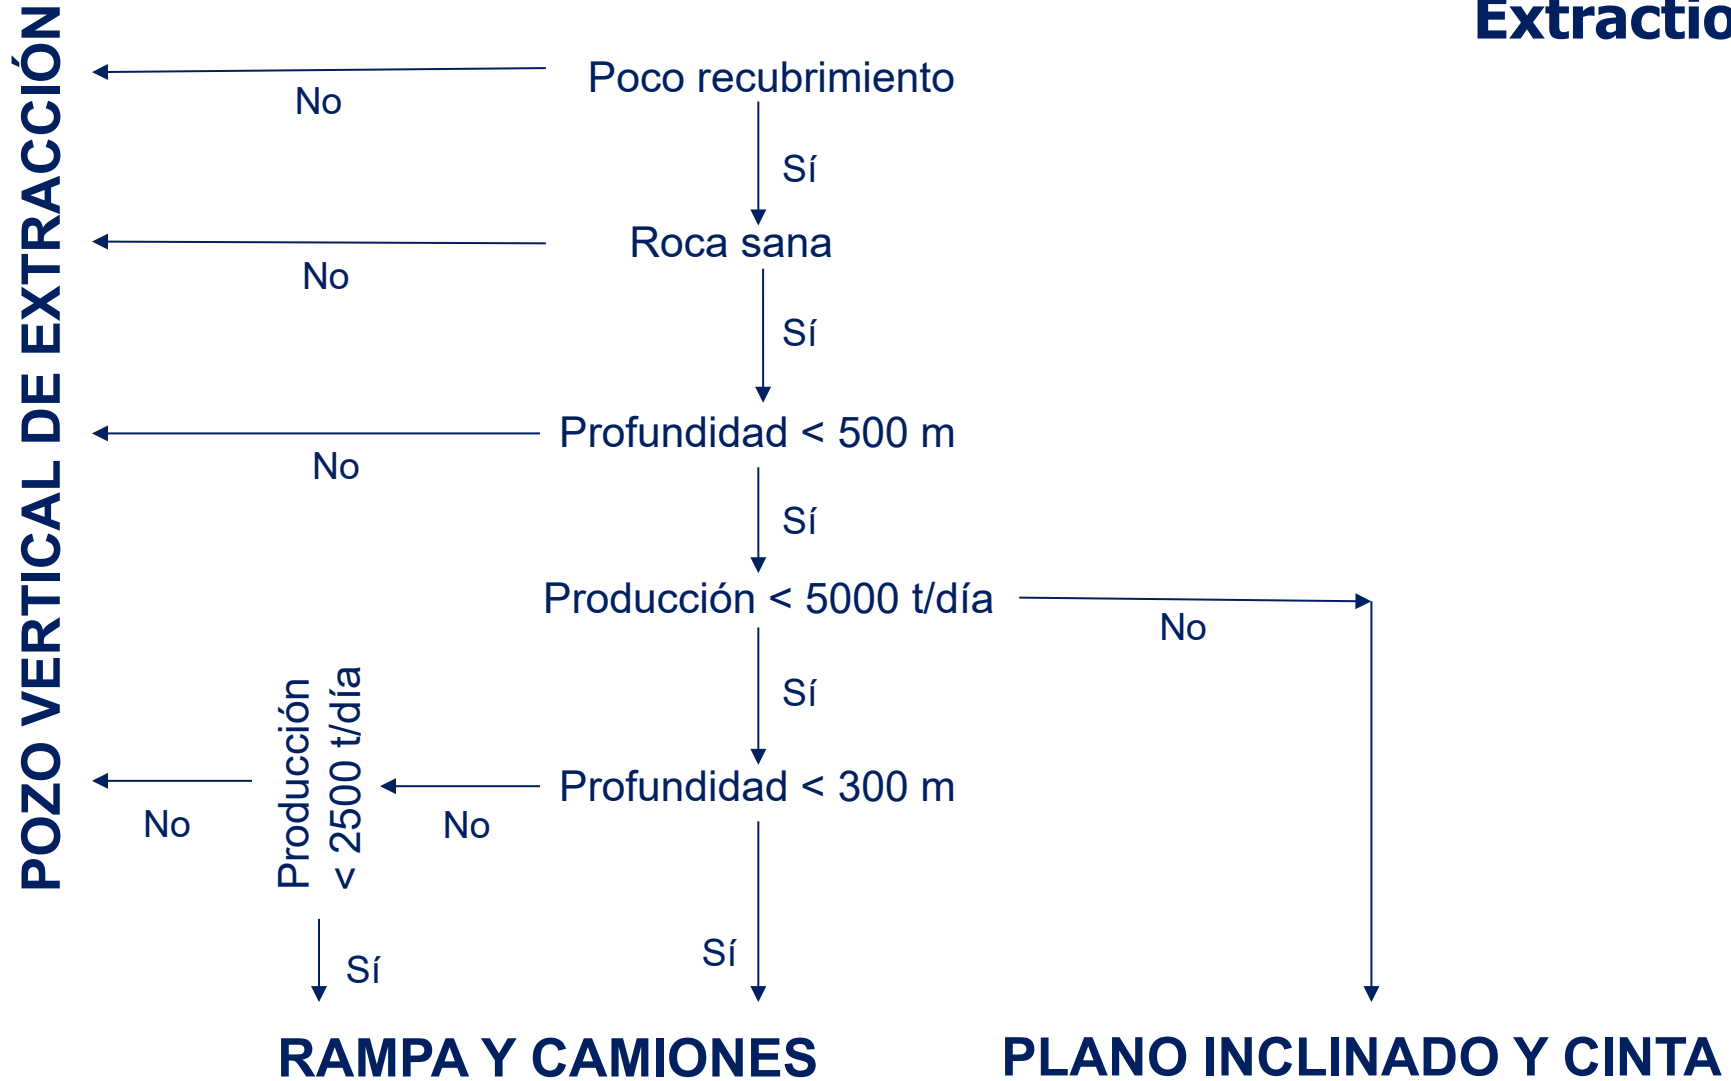 Extractio
POZO VERTICAL DE EXTRACCIÓN
Poco recubrimiento
No
Sí
Roca sana
No
Sí
Profundidad < 500 m
No
Sí
Producción < 5000 t/día
No
Sí
Profundidad < 300 m
No
Producción
< 2500 t/día
No
Sí
Sí
RAMPA Y CAMIONES
PLANO INCLINADO Y CINTA